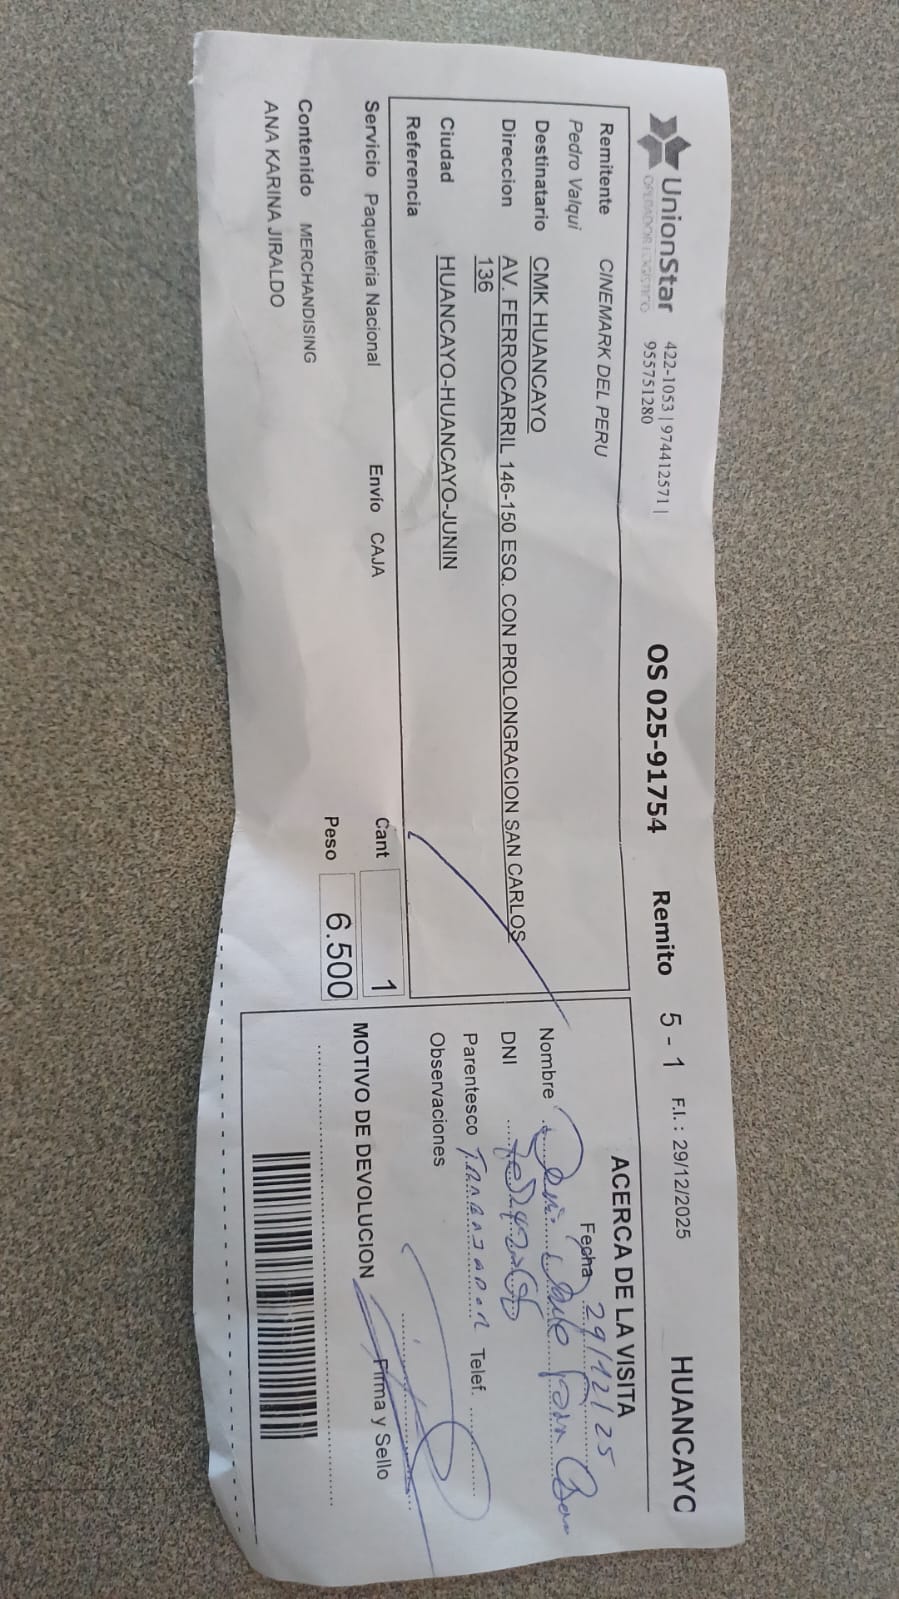 UnionStar
OPERADOR LOGISTICO
422-1053 | 974412571 |
955751280
OS 025-91754 Remito 5 - 1 F.I. : 29/12/2025 HUANCAYC
Remitente CINEMARK DEL PERU
Pedro Valqui
Destinatario CMK HUANCAYO
Direccion AV. FERROCARRIL 146-150 ESQ. CON PROLONGRACION SAN CARLOS
136
Ciudad HUANCAYO-HUANCAYO-JUNIN
Referencia
Servicio Paqueteria Nacional Envío CAJA Cant 1
Peso 6.500
Contenido MERCHANDISING
ANA KARINA JIRALDO
ACERCA DE LA VISITA
Fecha 29/12/25
Nombre
DNI
Parentesco TRABAJADOR Telef.
Observaciones
Firma y Sello
MOTIVO DE DEVOLUCION